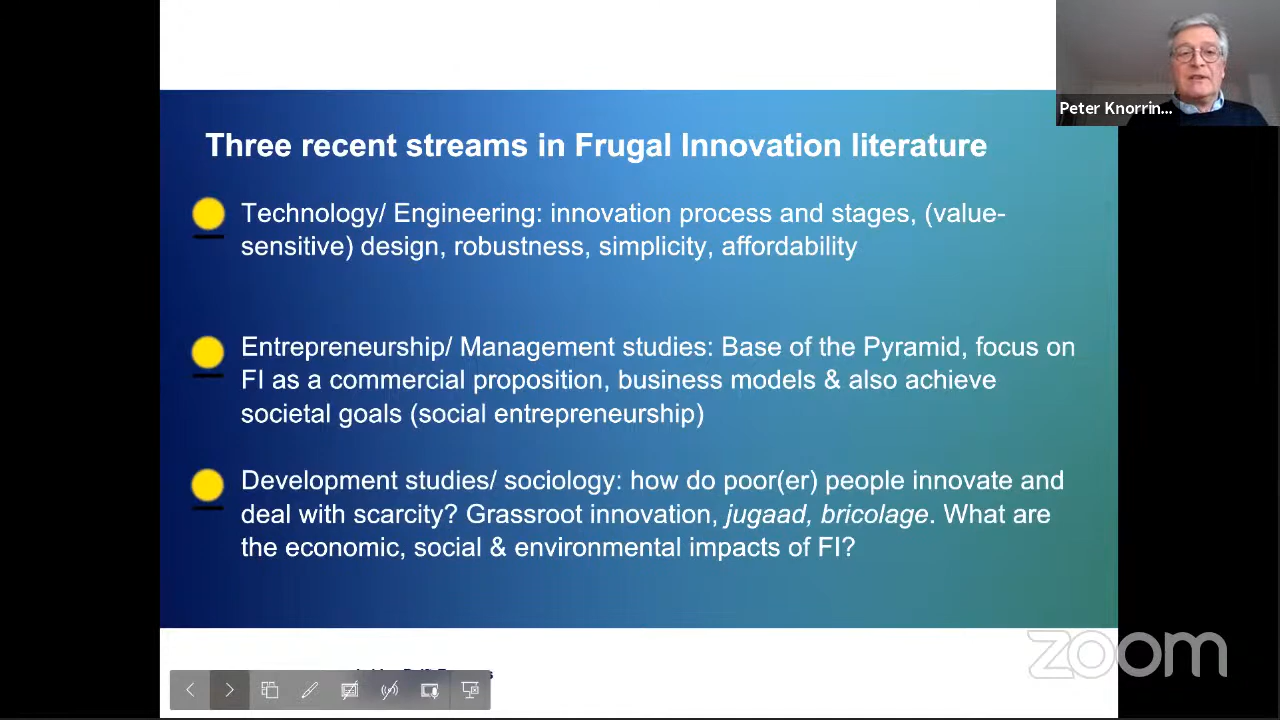 Peter Knorrin...
Three recent streams in Frugal Innovation literature
Technology/ Engineering: innovation process and stages, (value-
sensitive) design, robustness, simplicity, affordability
Entrepreneurship/ Management studies: Base of the Pyramid, focus on
FI as a commercial proposition, business models & also achieve
societal goals (social entrepreneurship)
Development studies/ sociology: how do poor(er) people innovate and
deal with scarcity? Grassroot innovation, jugaad, bricolage. What are
the economic, social & environmental impacts of FI?
zoom